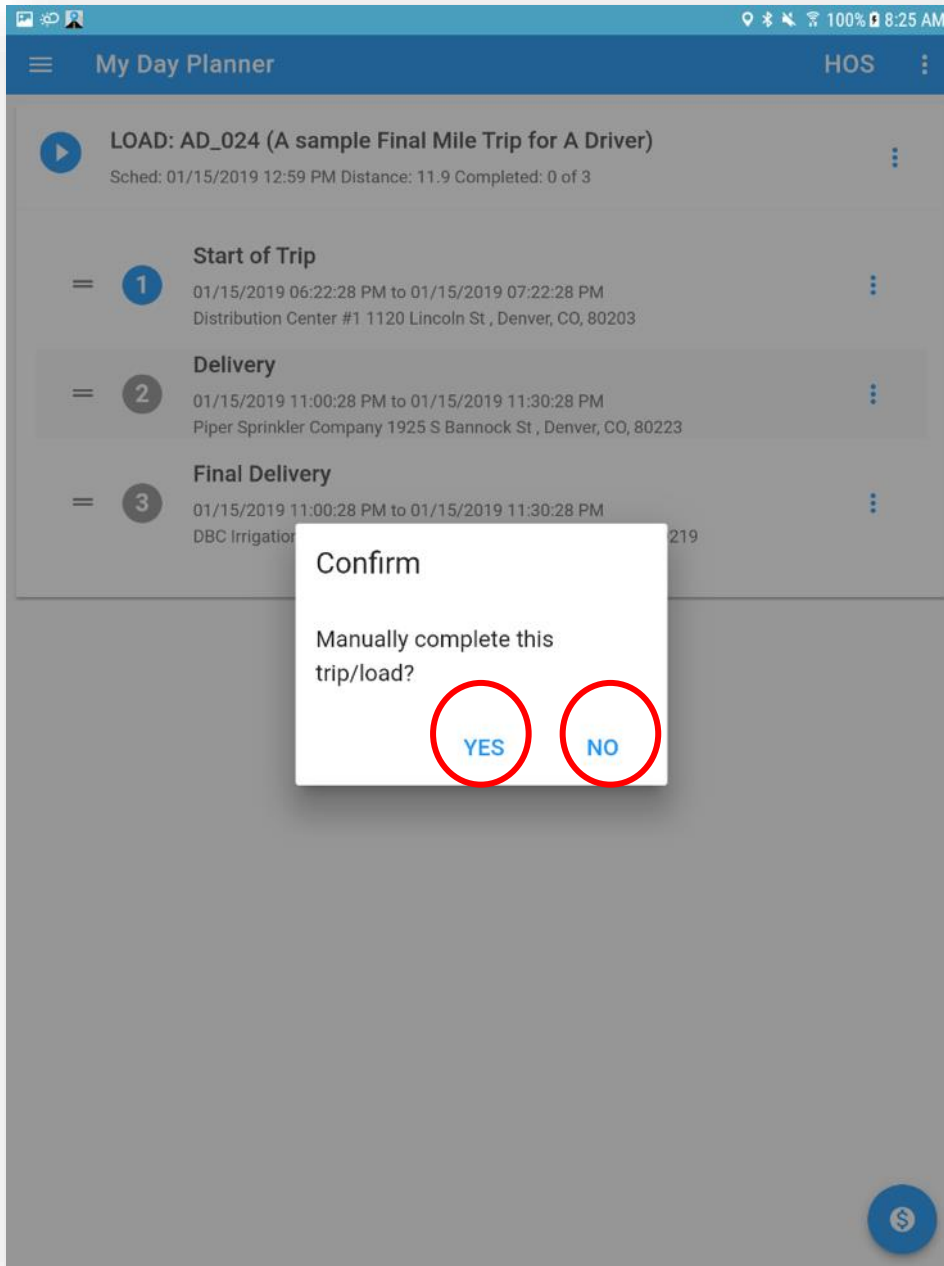 100% 8:25 AM
My Day Planner HOS
LOAD: AD_024 (A sample Final Mile Trip for A Driver)
Sched: 01/15/2019 12:59 PM Distance: 11.9 Completed: 0 of 3
Start of Trip
1 01/15/2019 06:22:28 PM to 01/15/2019 07:22:28 PM
Distribution Center #1 1120 Lincoln St , Denver, CO, 80203
Delivery
2 01/15/2019 11:00:28 PM to 01/15/2019 11:30:28 PM
Piper Sprinkler Company 1925 S Bannock St , Denver, CO, 80223
Final Delivery
3 01/15/2019 11:00:28 PM to 01/15/2019 11:30:28 PM
DBC Irrigation 219
Confirm
Manually complete this
trip/load?
YES NO
$